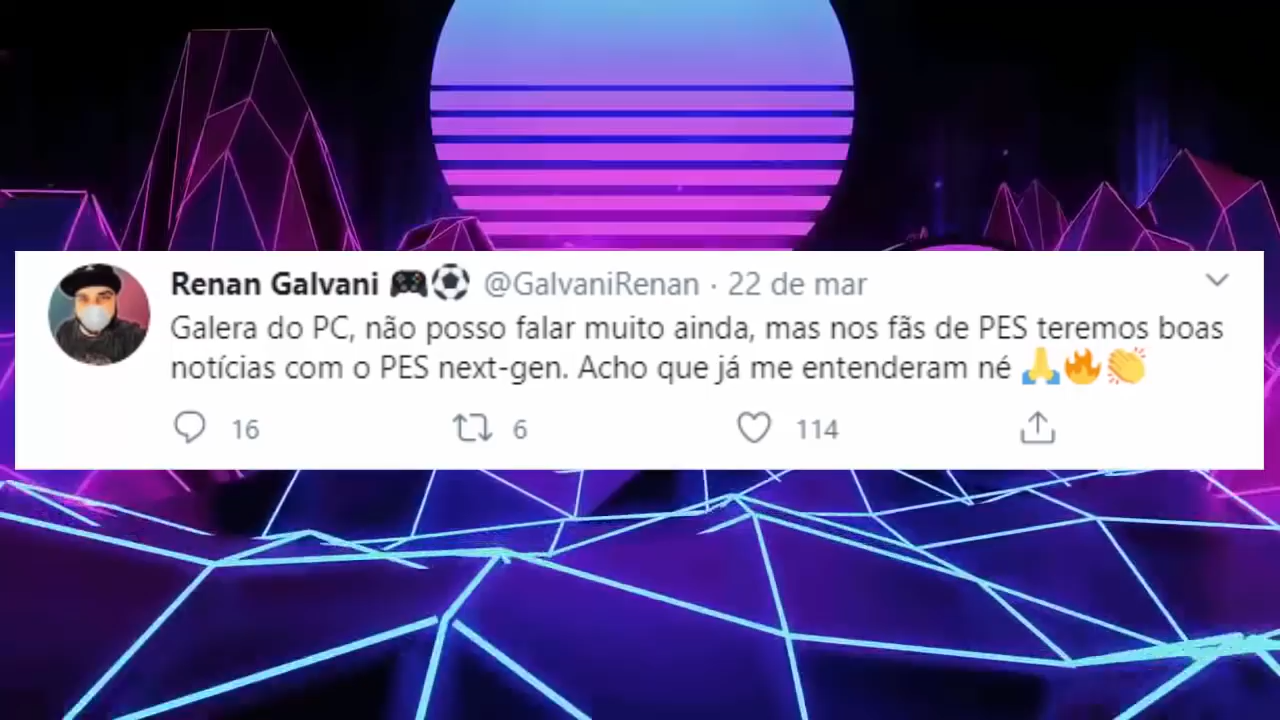 Renan Galvani 🎮⚽ @GalvaniRenan · 22 de mar
Galera do PC, não posso falar muito ainda, mas nos fãs de PES teremos boas
notícias com o PES next-gen. Acho que já me entenderam né 🙏🔥👏
16 6 114